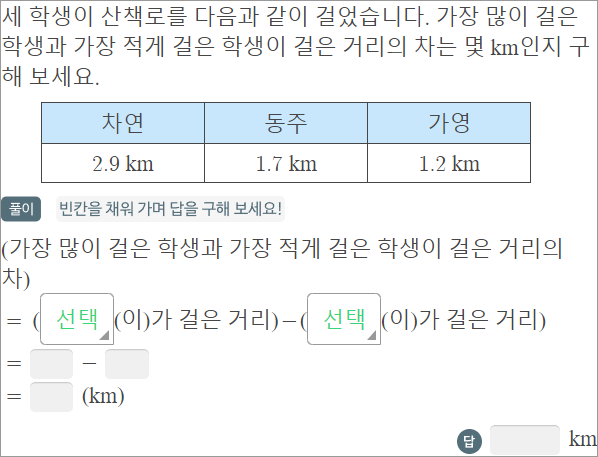 세 학생이 산책로를 다음과 같이 걸었습니다. 가장 많이 걸은
학생과 가장 적게 걸은 학생이 걸은 거리의 차는 몇 km인지 구
해 보세요.
차연 동주 가영
2.9 km 1.7 km 1.2 km
풀이 빈칸을 채워 가며 답을 구해 보세요!
(가장 많이 걸은 학생과 가장 적게 걸은 학생이 걸은 거리의
차)
= (선택(이)가 걸은 거리)−(선택(이)가 걸은 거리)
= −
= (km)
답 km